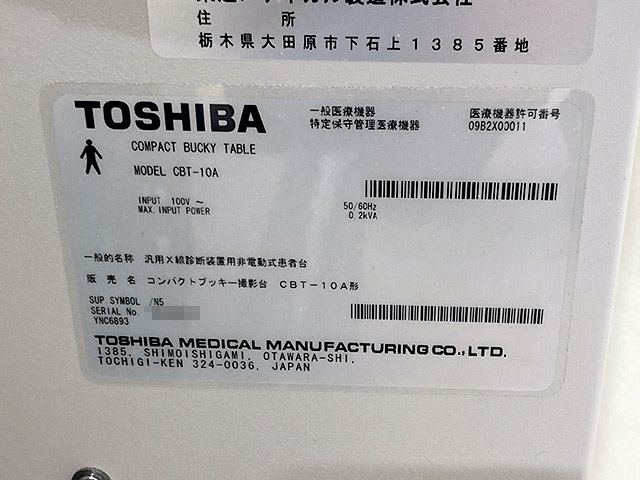 住 所
栃木県大田原市下石上1385番地
TOSHIBA
一般医療機器
特定保守管理医療機器
医療機器許可番号
09B2X00011
COMPACT BUCKY TABLE
MODEL CBT-10A
INPUT 100V ~ 50/60Hz
MAX. INPUT POWER 0.2kVA
一般的名称 汎用X線診断装置用非電動式患者台
販売名 コンパクトブッキー撮影台 CBT-10A形
SUP SYMBOL /N5
SERIAL No.
YNC6893
TOSHIBA MEDICAL MANUFACTURING CO., LTD.
1385, SHIMOISHIGAMI, OTAWARA-SHI,
TOCHIGI-KEN 324-0036, JAPAN